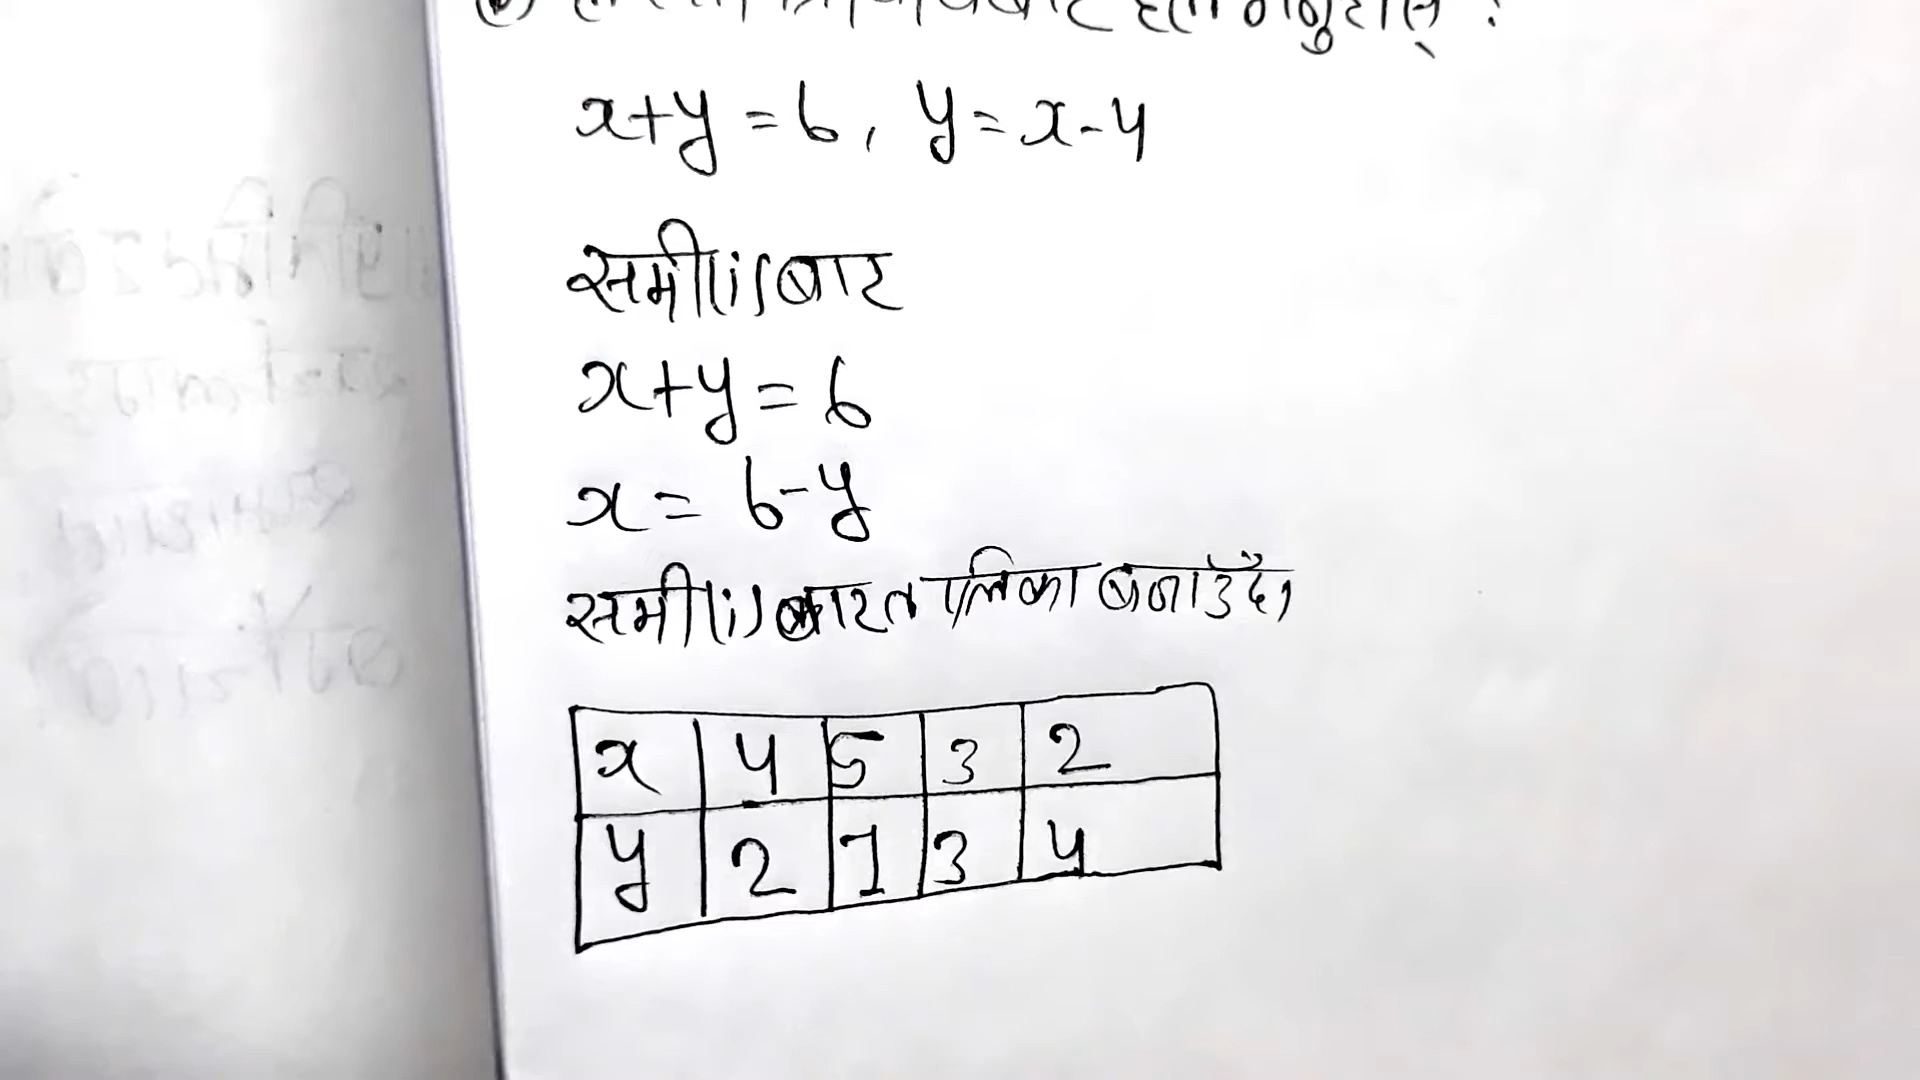 x+y = 6, y = x-4
समी(i) बाट
x+y = 6
x = 6-y
समी(i) बाट तालिका बनाउँदा,
x 4 5 3 2
y 2 1 3 4